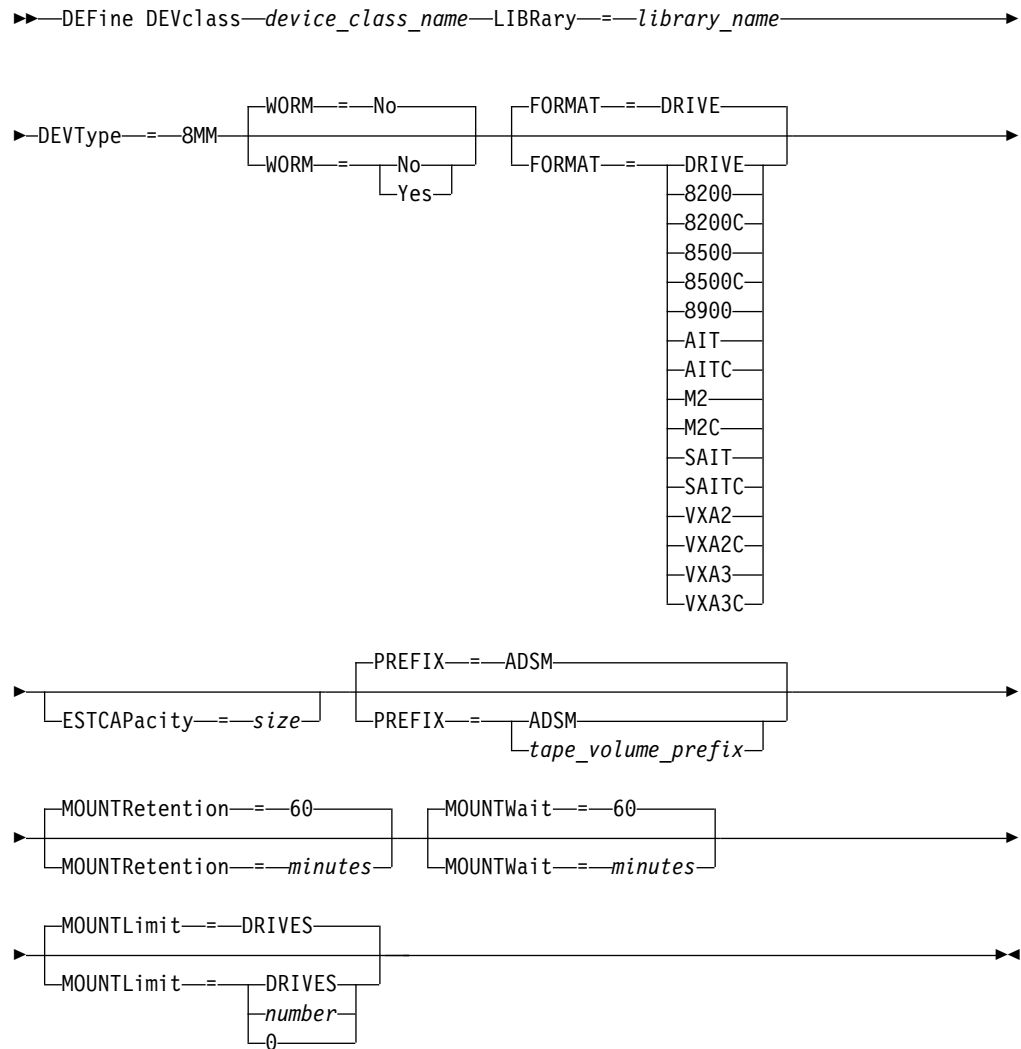 DEFine DEVclass device_class_name LIBRary = library_name
WORM = No FORMAT = DRIVE
DEVType = 8MM
WORM = No FORMAT = DRIVE
Yes 8200
8200C
8500
8500C
8900
AIT
AITC
M2
M2C
SAIT
SAITC
VXA2
VXA2C
VXA3
VXA3C
PREFIX = ADSM
ESTCAPacity = size PREFIX = ADSM
tape_volume_prefix
MOUNTRetention = 60 MOUNTWait = 60
MOUNTRetention = minutes MOUNTWait = minutes
MOUNTLimit = DRIVES
MOUNTLimit = DRIVES
number
0